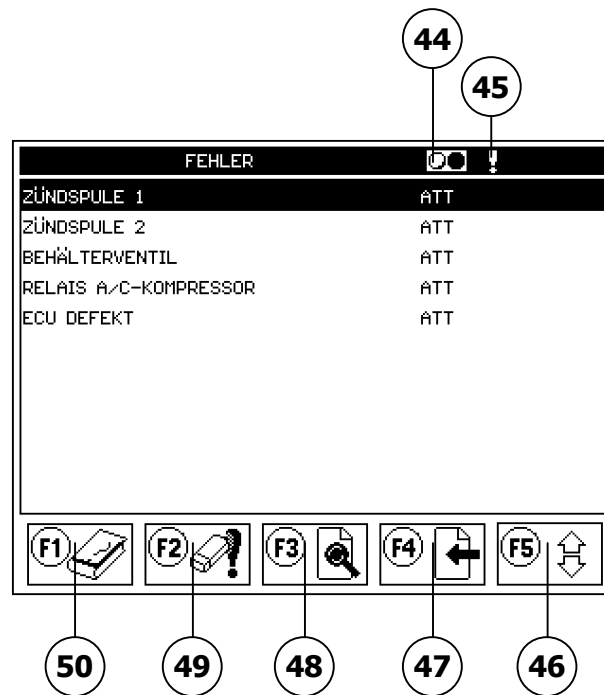 44
45
FEHLER
ZÜNDSPULE 1 ATT
ZÜNDSPULE 2 ATT
BEHÄLTERVENTIL ATT
RELAIS A/C-KOMPRESSOR ATT
ECU DEFEKT ATT
F1 F2 F3 F4 F5
50 49 48 47 46